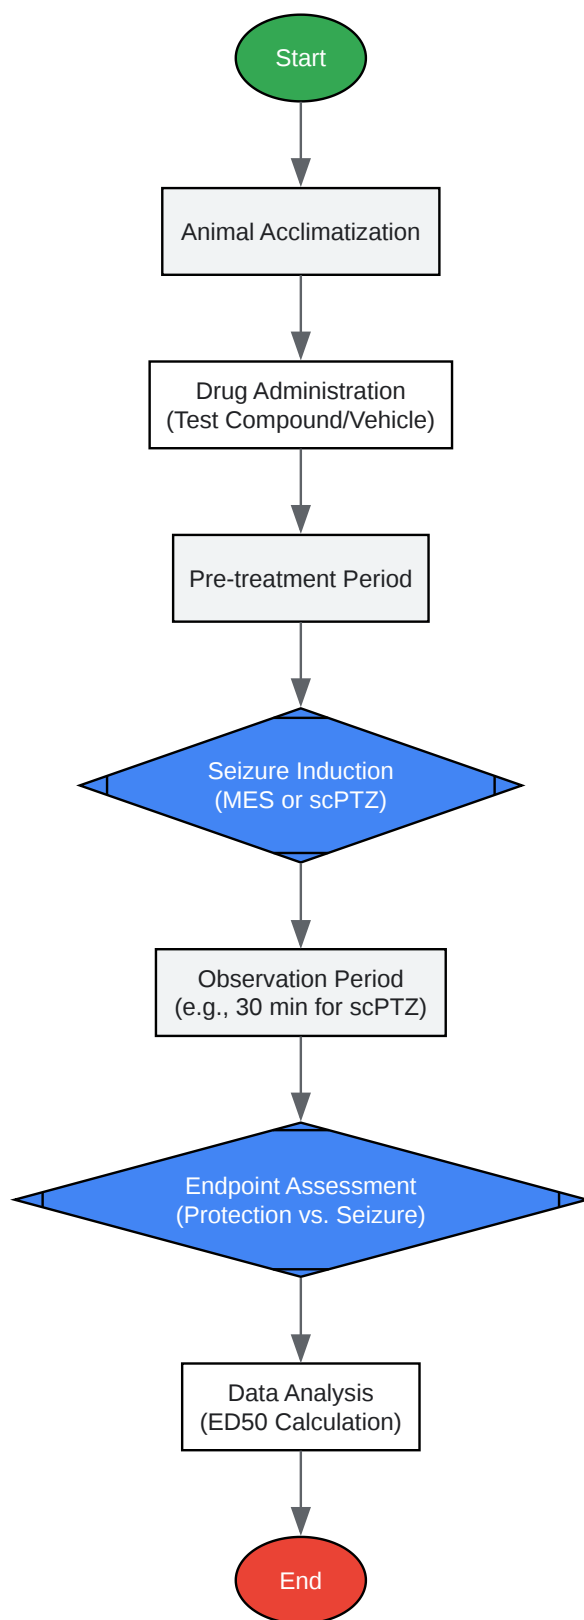 Start
Animal Acclimatization
Drug Administration
(Test Compound/Vehicle)
Pre-treatment Period
Seizure Induction
(MES or scPTZ)
Observation Period
(e.g., 30 min for scPTZ)
Endpoint Assessment
(Protection vs. Seizure)
Data Analysis
(ED50 Calculation)
End